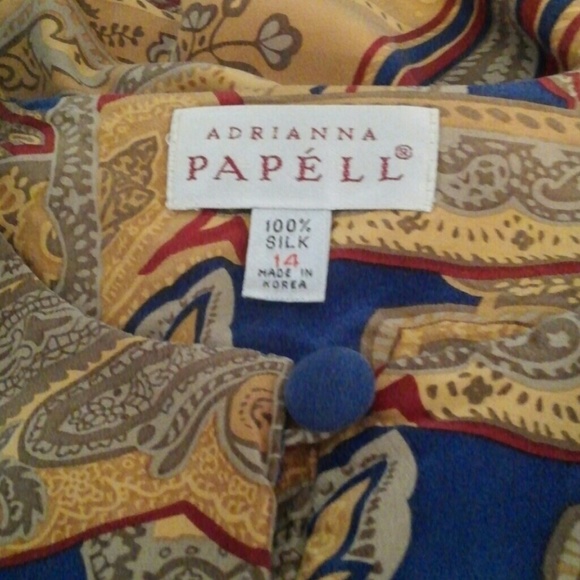 ADRIANNA
PAPÉLL®
100%
SILK
14
MADE IN
KOREA